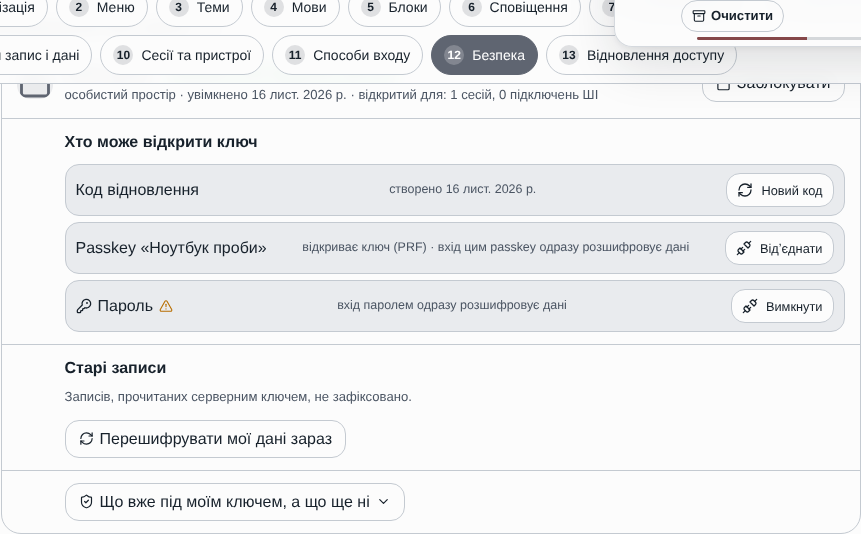 ізація
2 Меню
3 Теми
4 Мови
5 Блоки
6 Сповіщення
7
Очистити
запис і дані
10 Сесії та пристрої
11 Способи входу
12 Безпека
13 Відновлення доступу
особистий простір · увімкнено 16 лист. 2026 р. · відкритий для: 1 сесій, 0 підключень ШІ
Заблокувати
Хто може відкрити ключ
Код відновлення
створено 16 лист. 2026 р.
Новий код
Passkey «Ноутбук проби»
відкриває ключ (PRF) · вхід цим passkey одразу розшифровує дані
Від'єднати
Пароль
вхід паролем одразу розшифровує дані
Вимкнути
Старі записи
Записів, прочитаних серверним ключем, не зафіксовано.
Перешифрувати мої дані зараз
Що вже під моїм ключем, а що ще ні